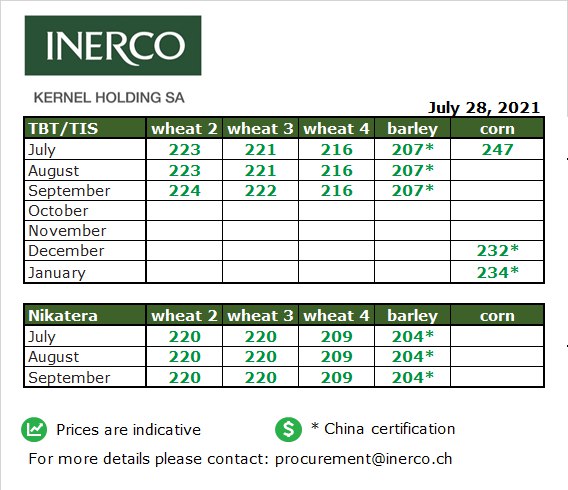 INERCO
KERNEL HOLDING SA
July 28, 2021
TBT/TIS wheat 2 wheat 3 wheat 4 barley corn
July 223 221 216 207* 247
August 223 221 216 207*
September 224 222 216 207*
October
November
December 232*
January 234*
Nikatera wheat 2 wheat 3 wheat 4 barley corn
July 220 220 209 204*
August 220 220 209 204*
September 220 220 209 204*
Prices are indicative $ * China certification
For more details please contact: procurement@inerco.ch